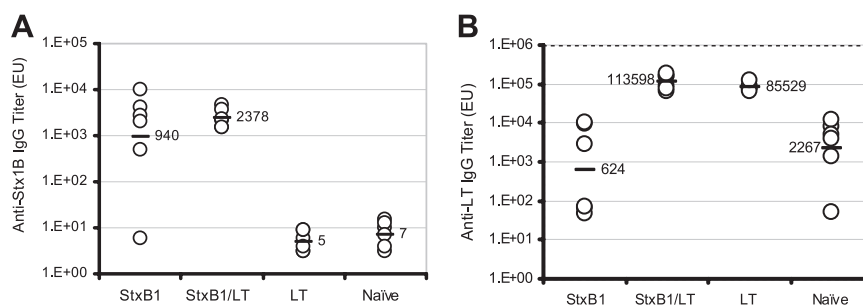 A
Anti-Stx1B IgG Titer (EU)
1.E+05
1.E+04
1.E+03
1.E+02
1.E+01
1.E+00
940
2378
5
7
StxB1 StxB1/LT LT Naïve
B
Anti-LT IgG Titer (EU)
1.E+06
1.E+05
1.E+04
1.E+03
1.E+02
1.E+01
1.E+00
624
113598
85529
2267
StxB1 StxB1/LT LT Naïve